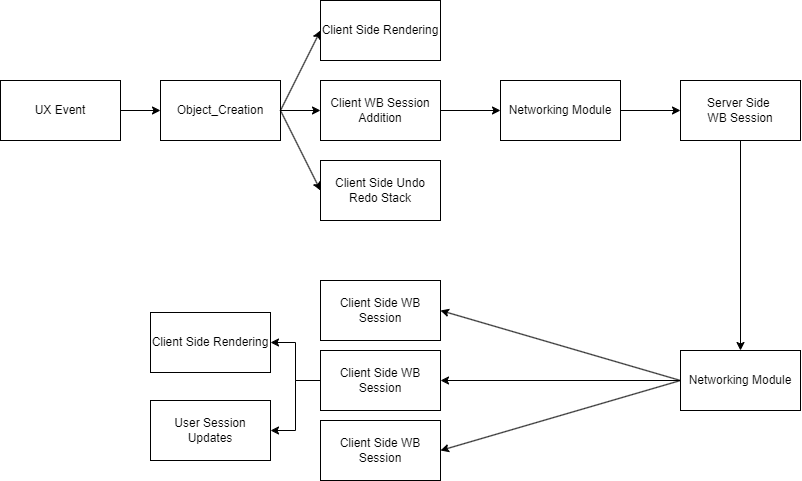 Client Side Rendering
UX Event
Object_Creation
Client WB Session
Addition
Networking Module
Server Side
WB Session
Client Side Undo
Redo Stack
Client Side WB
Session
Client Side Rendering
Client Side WB
Session
Networking Module
User Session
Updates
Client Side WB
Session